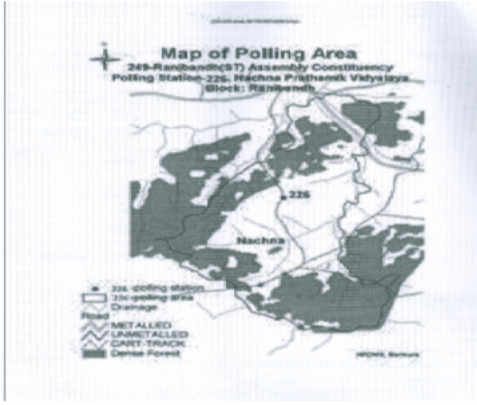 Map of Polling Area
249-Ranibandh(ST) Assembly Constituency
Polling Station-226, Nachna Prathamik Vidyalaya
Block: Ranibandh
226
Nachna
226 -polling station
226-polling area
Drainage
Road
METALLED
UNMETALLED
CART-TRACK
Dense Forest
Bankura